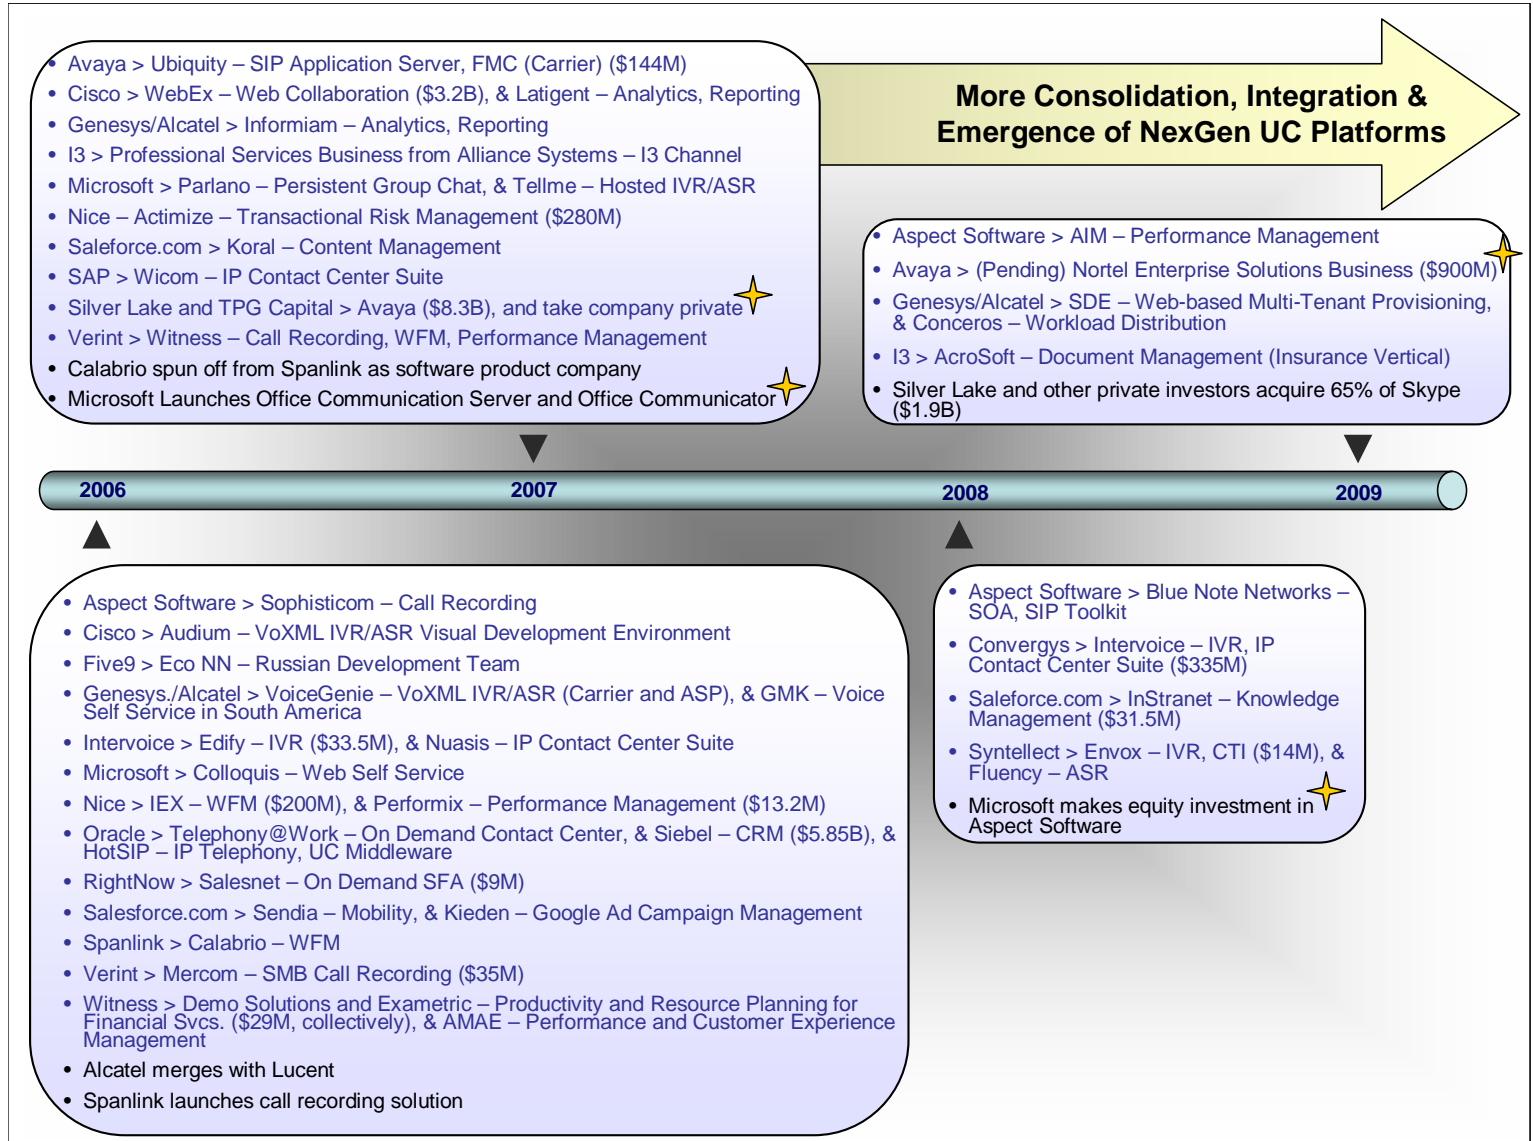 • Avaya > Ubiquity – SIP Application Server, FMC (Carrier) ($144M)
• Cisco > WebEx – Web Collaboration ($3.2B), & Latigent – Analytics, Reporting
• Genesys/Alcatel > Informiam – Analytics, Reporting
• I3 > Professional Services Business from Alliance Systems – I3 Channel
• Microsoft > Parlano – Persistent Group Chat, & Tellme – Hosted IVR/ASR
• Nice – Actimize – Transactional Risk Management ($280M)
• Saleforce.com > Koral – Content Management
• SAP > Wicom – IP Contact Center Suite
• Silver Lake and TPG Capital > Avaya ($8.3B), and take company private
• Verint > Witness – Call Recording, WFM, Performance Management
• Calabrio spun off from Spanlink as software product company
• Microsoft Launches Office Communication Server and Office Communicator
More Consolidation, Integration &
Emergence of NexGen UC Platforms
• Aspect Software > AIM – Performance Management
• Avaya > (Pending) Nortel Enterprise Solutions Business ($900M)
• Genesys/Alcatel > SDE – Web-based Multi-Tenant Provisioning,
& Conceros – Workload Distribution
• I3 > AcroSoft – Document Management (Insurance Vertical)
• Silver Lake and other private investors acquire 65% of Skype
($1.9B)
2006
2007
2008
2009
• Aspect Software > Sophisticom – Call Recording
• Cisco > Audium – VoXML IVR/ASR Visual Development Environment
• Five9 > Eco NN – Russian Development Team
• Genesys./Alcatel > VoiceGenie – VoXML IVR/ASR (Carrier and ASP), & GMK – Voice
Self Service in South America
• Intervoice > Edify – IVR ($33.5M), & Nuasis – IP Contact Center Suite
• Microsoft > Colloquis – Web Self Service
• Nice > IEX – WFM ($200M), & Performix – Performance Management ($13.2M)
• Oracle > Telephony@Work – On Demand Contact Center, & Siebel – CRM ($5.85B), &
HotSIP – IP Telephony, UC Middleware
• RightNow > Salesnet – On Demand SFA ($9M)
• Salesforce.com > Sendia – Mobility, & Kieden – Google Ad Campaign Management
• Spanlink > Calabrio – WFM
• Verint > Mercom – SMB Call Recording ($35M)
• Witness > Demo Solutions and Exametric – Productivity and Resource Planning for
Financial Svcs. ($29M, collectively), & AMAE – Performance and Customer Experience
Management
• Alcatel merges with Lucent
• Spanlink launches call recording solution
• Aspect Software > Blue Note Networks –
SOA, SIP Toolkit
• Convergys > Intervoice – IVR, IP
Contact Center Suite ($335M)
• Saleforce.com > InStranet – Knowledge
Management ($31.5M)
• Syntellect > Envox – IVR, CTI ($14M), &
Fluency – ASR
• Microsoft makes equity investment in
Aspect Software